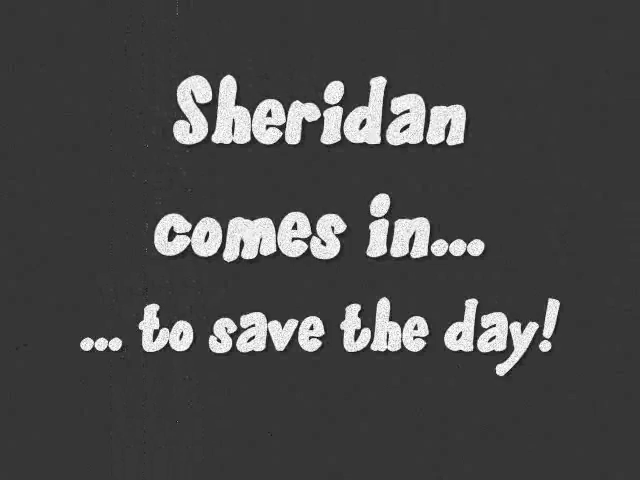 Sheridan
comes in...
... to save the day!